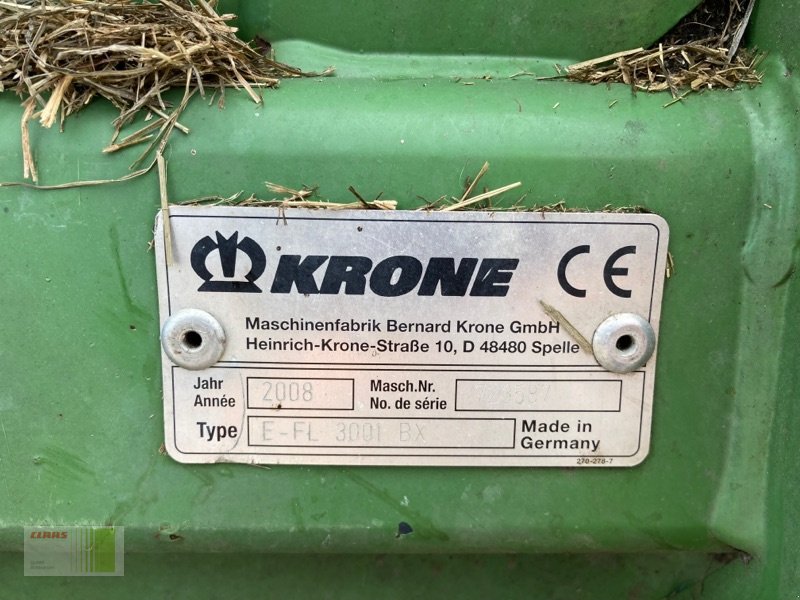 KRONE CE
Maschinenfabrik Bernard Krone GmbH
Heinrich-Krone-Straße 10, D 48480 Spelle
Jahr Année 2008
Masch.Nr. No. de série
Type E-FL 3001 BX
Made in Germany
270-278-7
CLAAS